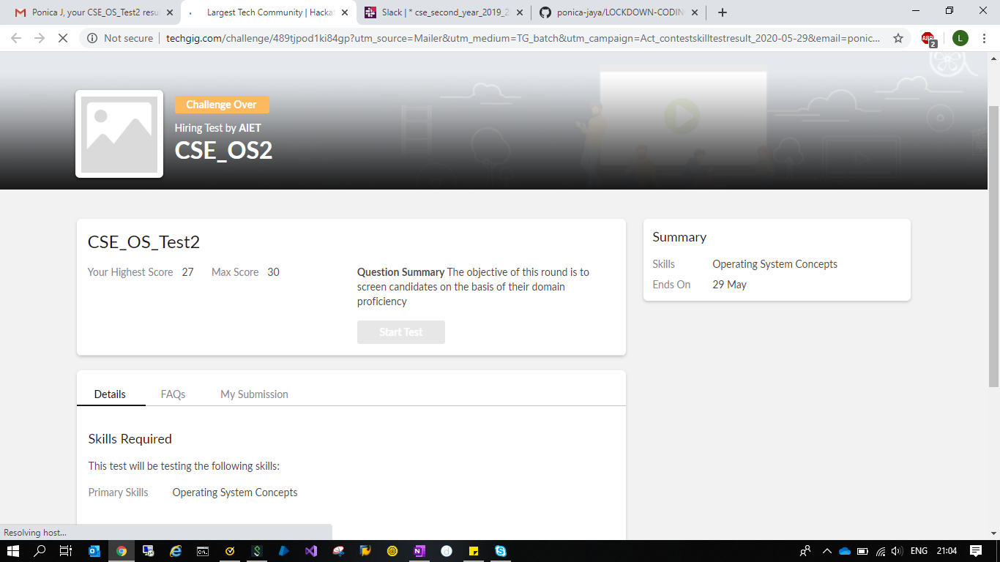 Ponica J, your CSE_OS_Test2 resu
Largest Tech Community | Hacka
Slack | * cse_second_year_2019_2
ponica-jaya/LOCKDOWN-CODIN
Not secure | techgig.com/challenge/489tjpod1ki84gp?utm_source=Mailer&utm_medium=TG_batch&utm_campaign=Act_contestskilltestresult_2020-05-29&email=ponic...
ABP
2
L
Challenge Over
Hiring Test by AIET
CSE_OS2
CSE_OS_Test2
Your Highest Score 27 Max Score 30
Question Summary The objective of this round is to
screen candidates on the basis of their domain
proficiency
Start Test
Summary
Skills Operating System Concepts
Ends On 29 May
Details FAQs My Submission
Skills Required
This test will be testing the following skills:
Primary Skills Operating System Concepts
Resolving host...
ENG 21:04